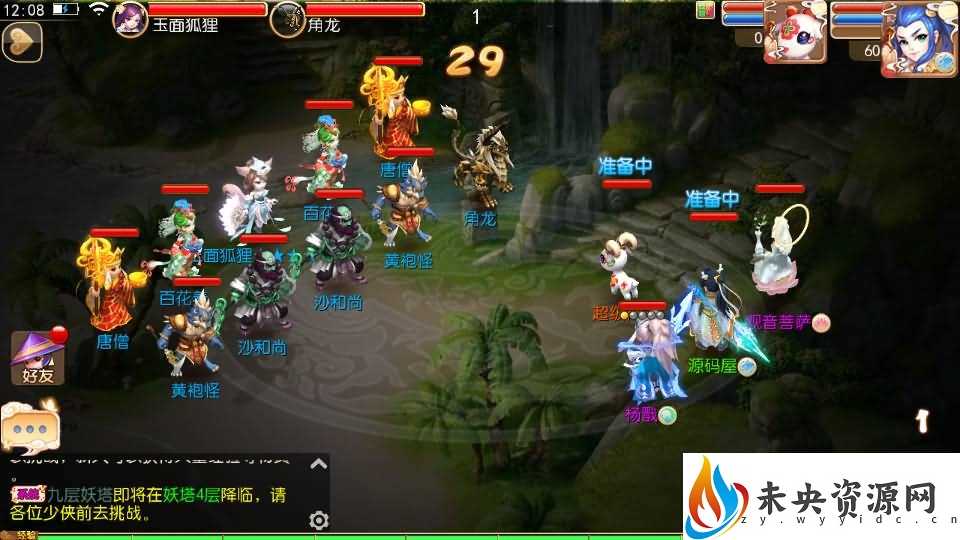 12:08
玉面狐狸
角龙
1
0
60
29
唐僧
准备中
准备中
角龙
百花
面狐狸
黄袍怪
沙和尚
百花
超级
观音菩萨
唐僧
沙和尚
源码屋
黄袍怪
杨戬
好友
系统 九层妖塔即将在妖塔4层降临，请
各位少侠前去挑战。
经验
未央资源网
zy.wyyidc.cn